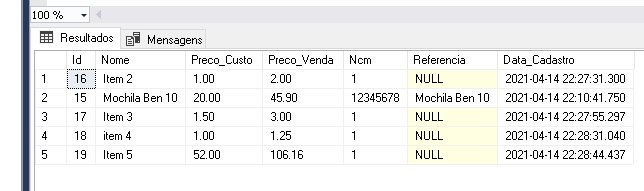 100 %
Resultados Mensagens
Id Nome Preco_Custo Preco_Venda Ncm Referencia Data_Cadastro
1 16 Item 2 1.00 2.00 1 NULL 2021-04-14 22:27:31.300
2 15 Mochila Ben 10 20.00 45.90 12345678 Mochila Ben 10 2021-04-14 22:10:41.750
3 17 Item 3 1.50 3.00 1 NULL 2021-04-14 22:27:55.297
4 18 item 4 1.00 1.25 1 NULL 2021-04-14 22:28:31.040
5 19 Item 5 52.00 106.16 1 NULL 2021-04-14 22:28:44.437